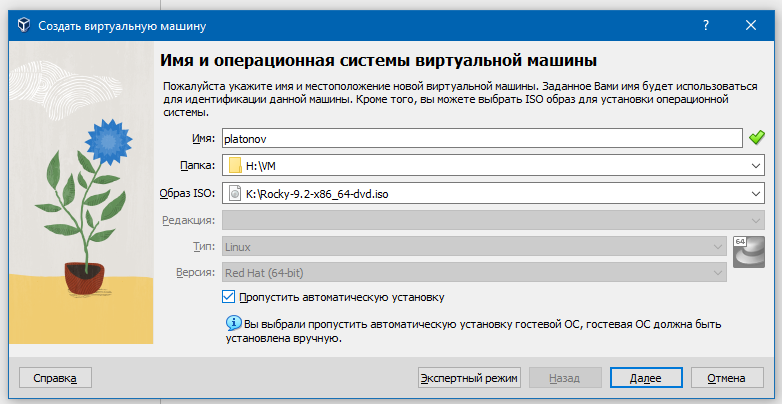 Создать виртуальную машину
Имя и операционная системы виртуальной машины
Пожалуйста укажите имя и местоположение новой виртуальной машины. Заданное Вами имя будет использоваться
для идентификации данной машины. Кроме того, вы можете выбрать ISO образ для установки операционной
системы.
Имя: platonov
Папка: H:\VM
Образ ISO: K:\Rocky-9.2-x86_64-dvd.iso
Редакция:
Тип: Linux
64
Версия: Red Hat (64-bit)
Пропустить автоматическую установку
Вы выбрали пропустить автоматическую установку гостевой ОС, гостевая ОС должна быть
установлена вручную.
Справка Экспертный режим Назад Далее Отмена